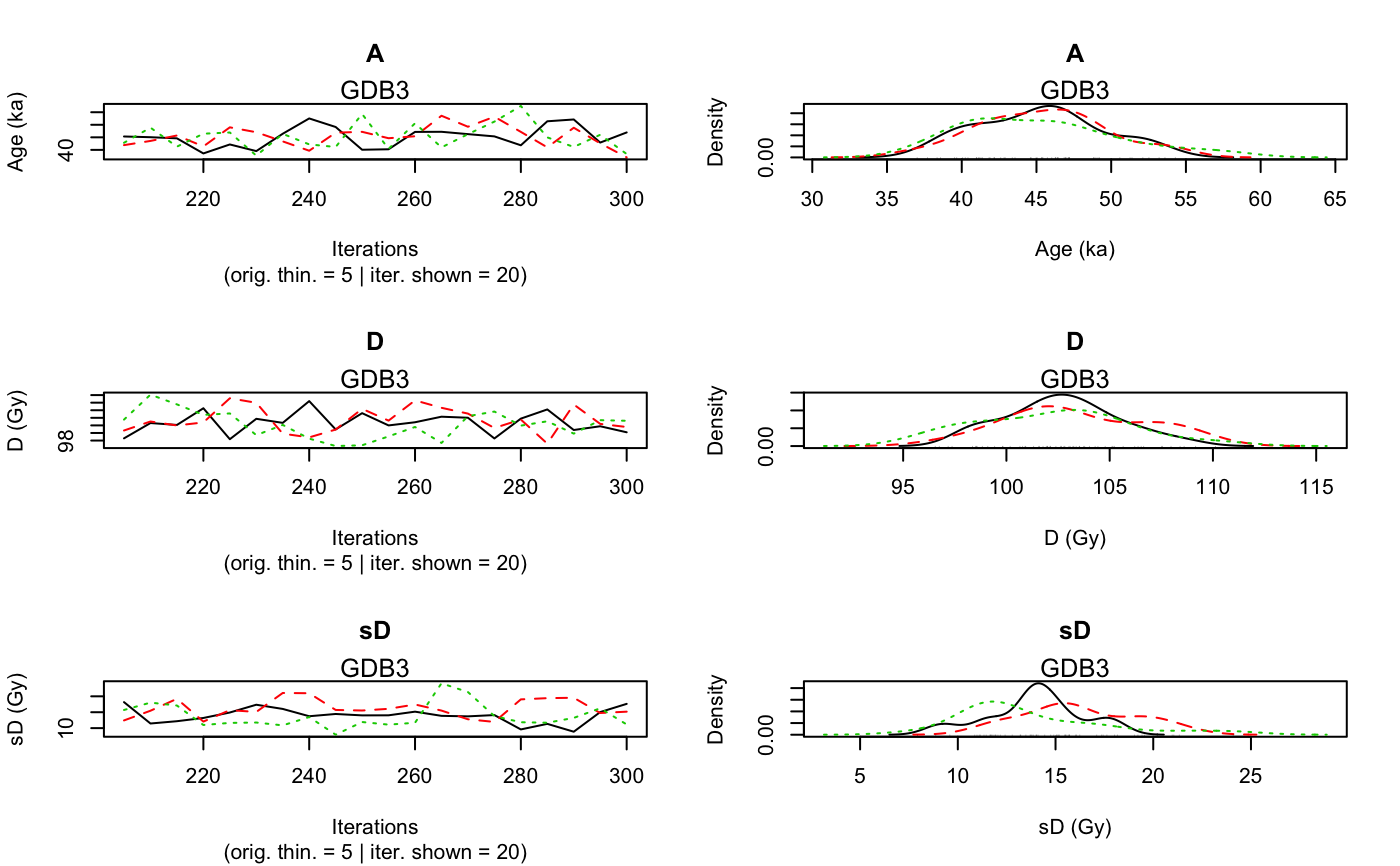 A
GDB3
Age (ka)
40
220 240 260 280 300
Iterations
(orig. thin. = 5 | iter. shown = 20)
A
GDB3
Density
0.00
30 35 40 45 50 55 60 65
Age (ka)
D
GDB3
D (Gy)
98
220 240 260 280 300
Iterations
(orig. thin. = 5 | iter. shown = 20)
D
GDB3
Density
0.00
95 100 105 110 115
D (Gy)
sD
GDB3
sD (Gy)
10
220 240 260 280 300
Iterations
(orig. thin. = 5 | iter. shown = 20)
sD
GDB3
Density
0.00
5 10 15 20 25
sD (Gy)